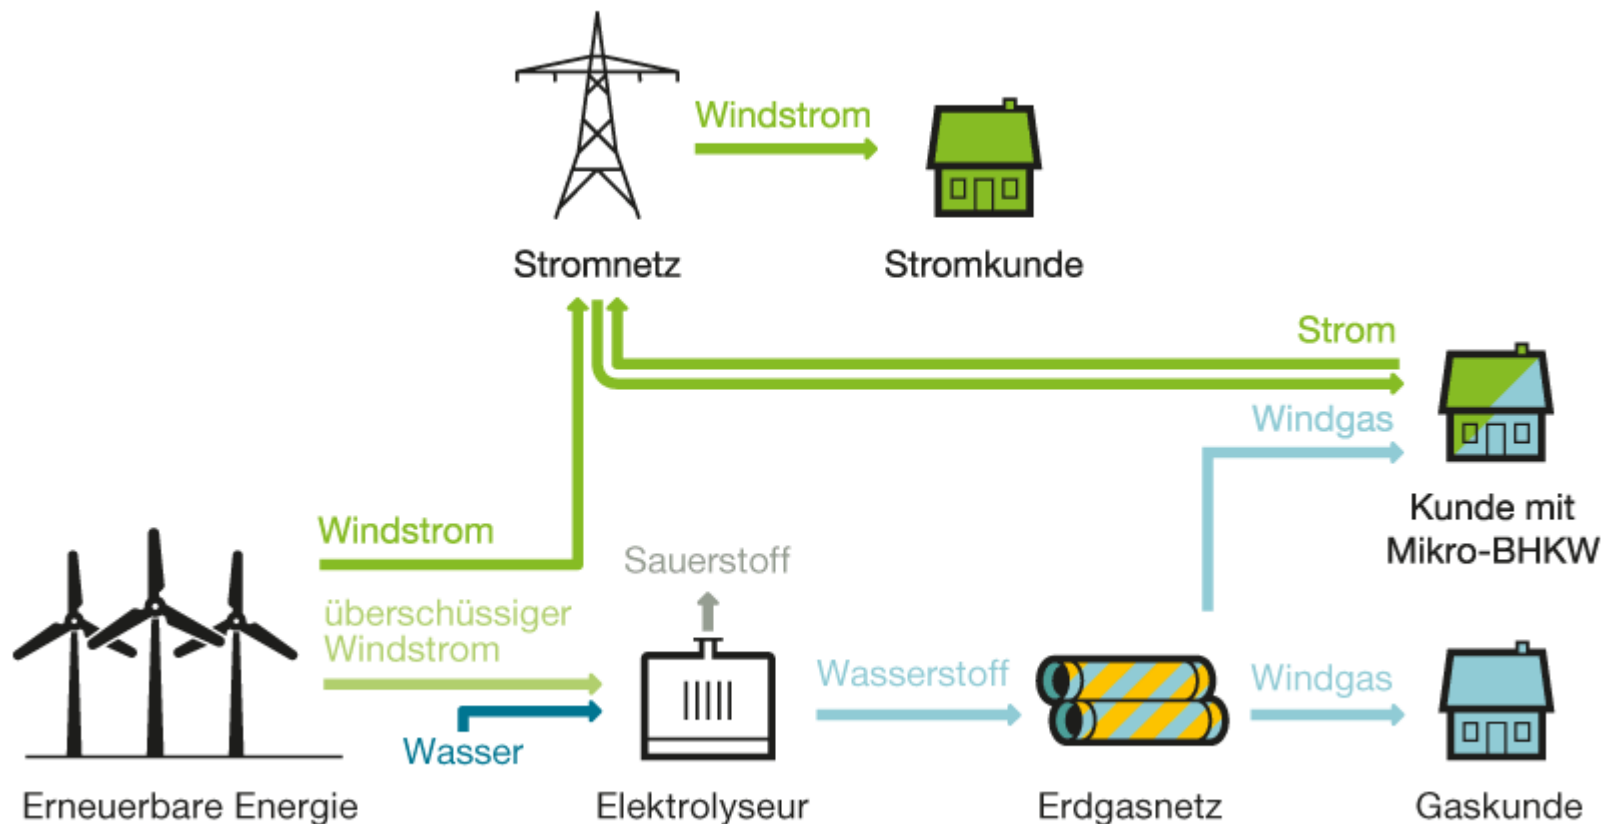 Windstrom
Stromnetz
Stromkunde
Strom
Windgas
Kunde mit
Mikro-BHKW
Windstrom
Sauerstoff
überschüssiger
Windstrom
Wasserstoff
Windgas
Wasser
Erneuerbare Energie
Elektrolyseur
Erdgasnetz
Gaskunde